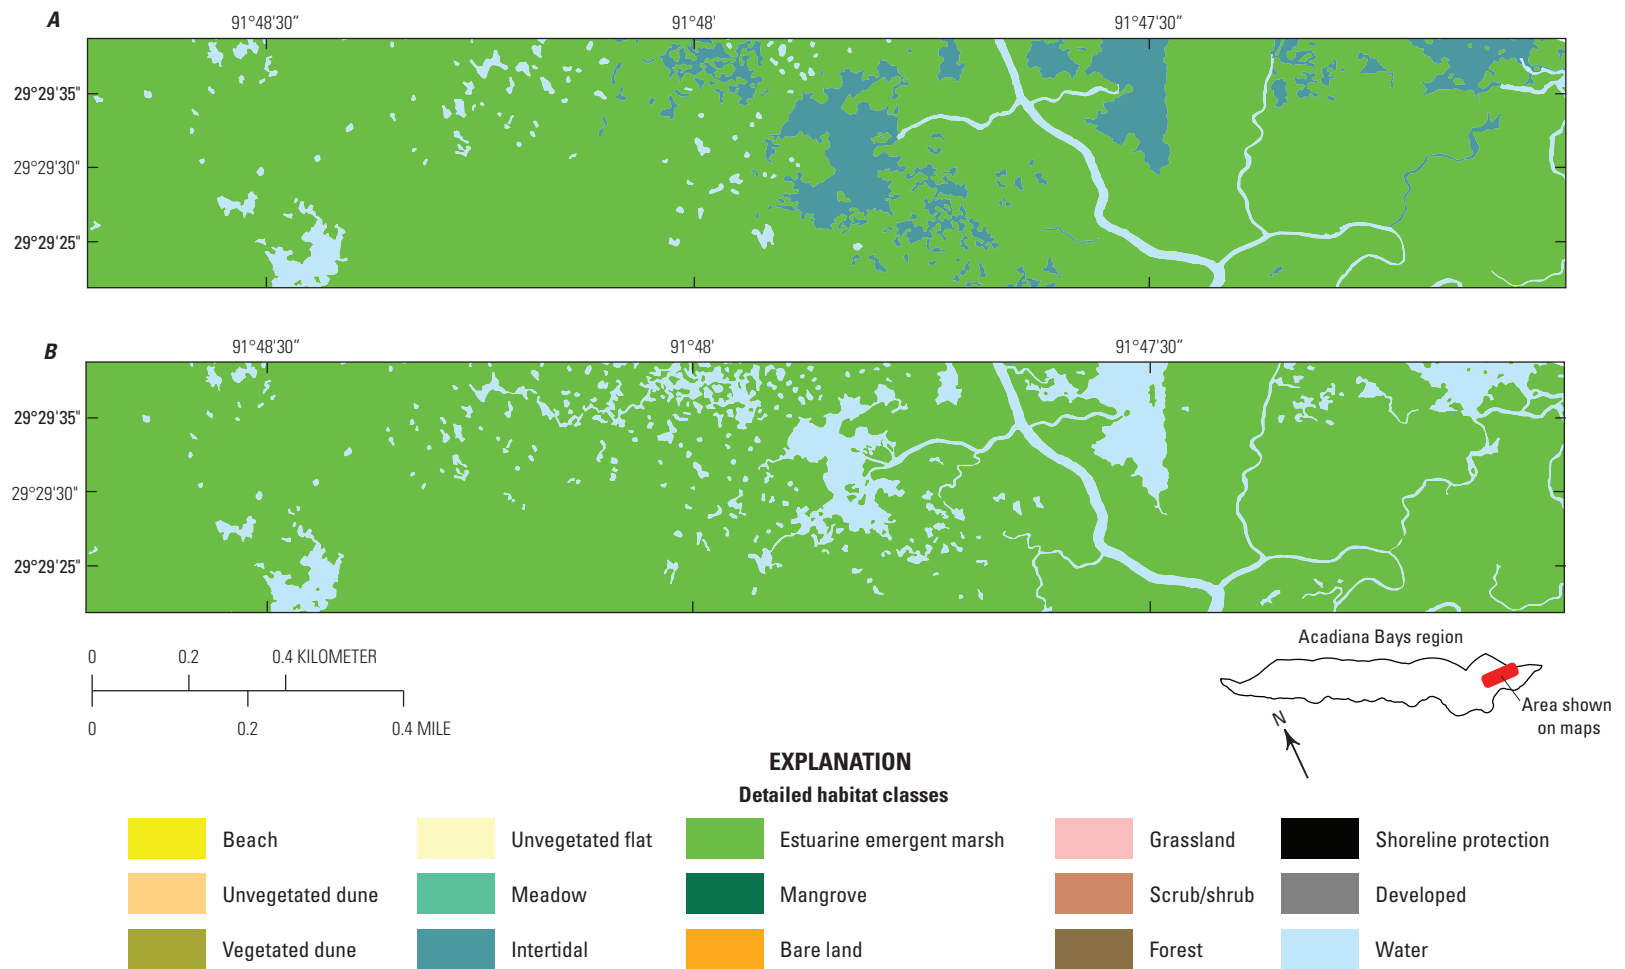 A
91°48'30"
91°48'
91°47'30"
29°29'35"
29°29'30"
29°29'25"
B
91°48'30"
91°48'
91°47'30"
29°29'35"
29°29'30"
29°29'25"
0 0.2 0.4 KILOMETER
0 0.2 0.4 MILE
Acadiana Bays region
Area shown
on maps
N
EXPLANATION
Detailed habitat classes
Beach
Unvegetated dune
Vegetated dune
Unvegetated flat
Meadow
Intertidal
Estuarine emergent marsh
Mangrove
Bare land
Grassland
Scrub/shrub
Forest
Shoreline protection
Developed
Water